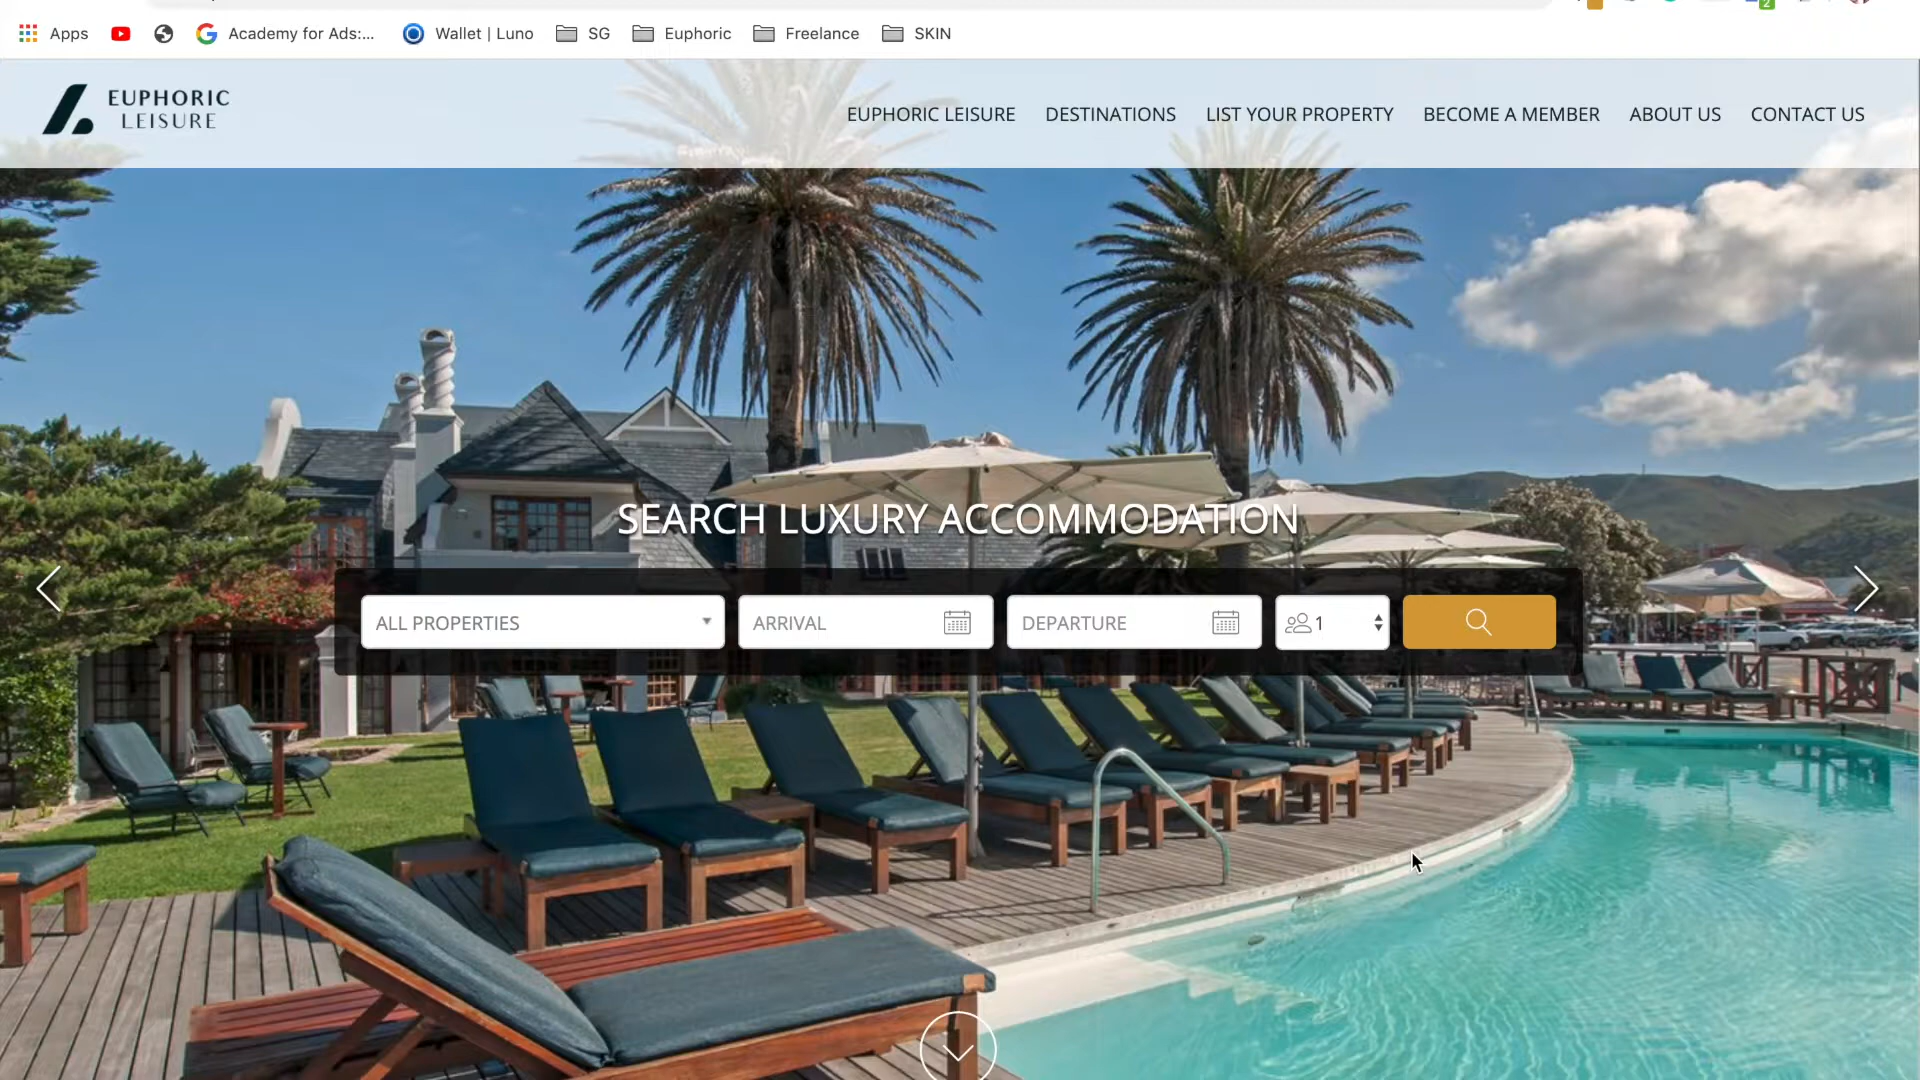 Apps Academy for Ads:... Wallet | Luno SG Euphoric Freelance SKIN
EUPHORIC
LEISURE
EUPHORIC LEISURE DESTINATIONS LIST YOUR PROPERTY BECOME A MEMBER ABOUT US CONTACT US
SEARCH LUXURY ACCOMMODATION
ALL PROPERTIES ARRIVAL DEPARTURE 1
2